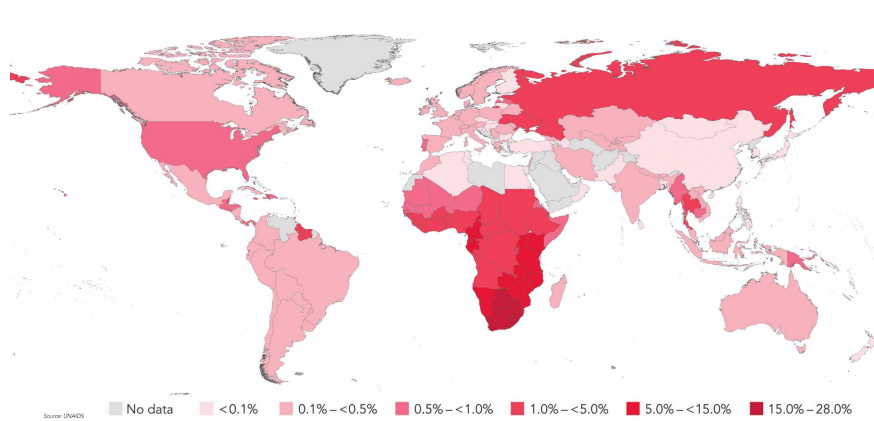 Source: UNAIDS
No data
<0.1%
0.1% – <0.5%
0.5% – <1.0%
1.0% – <5.0%
5.0% – <15.0%
15.0% – 28.0%